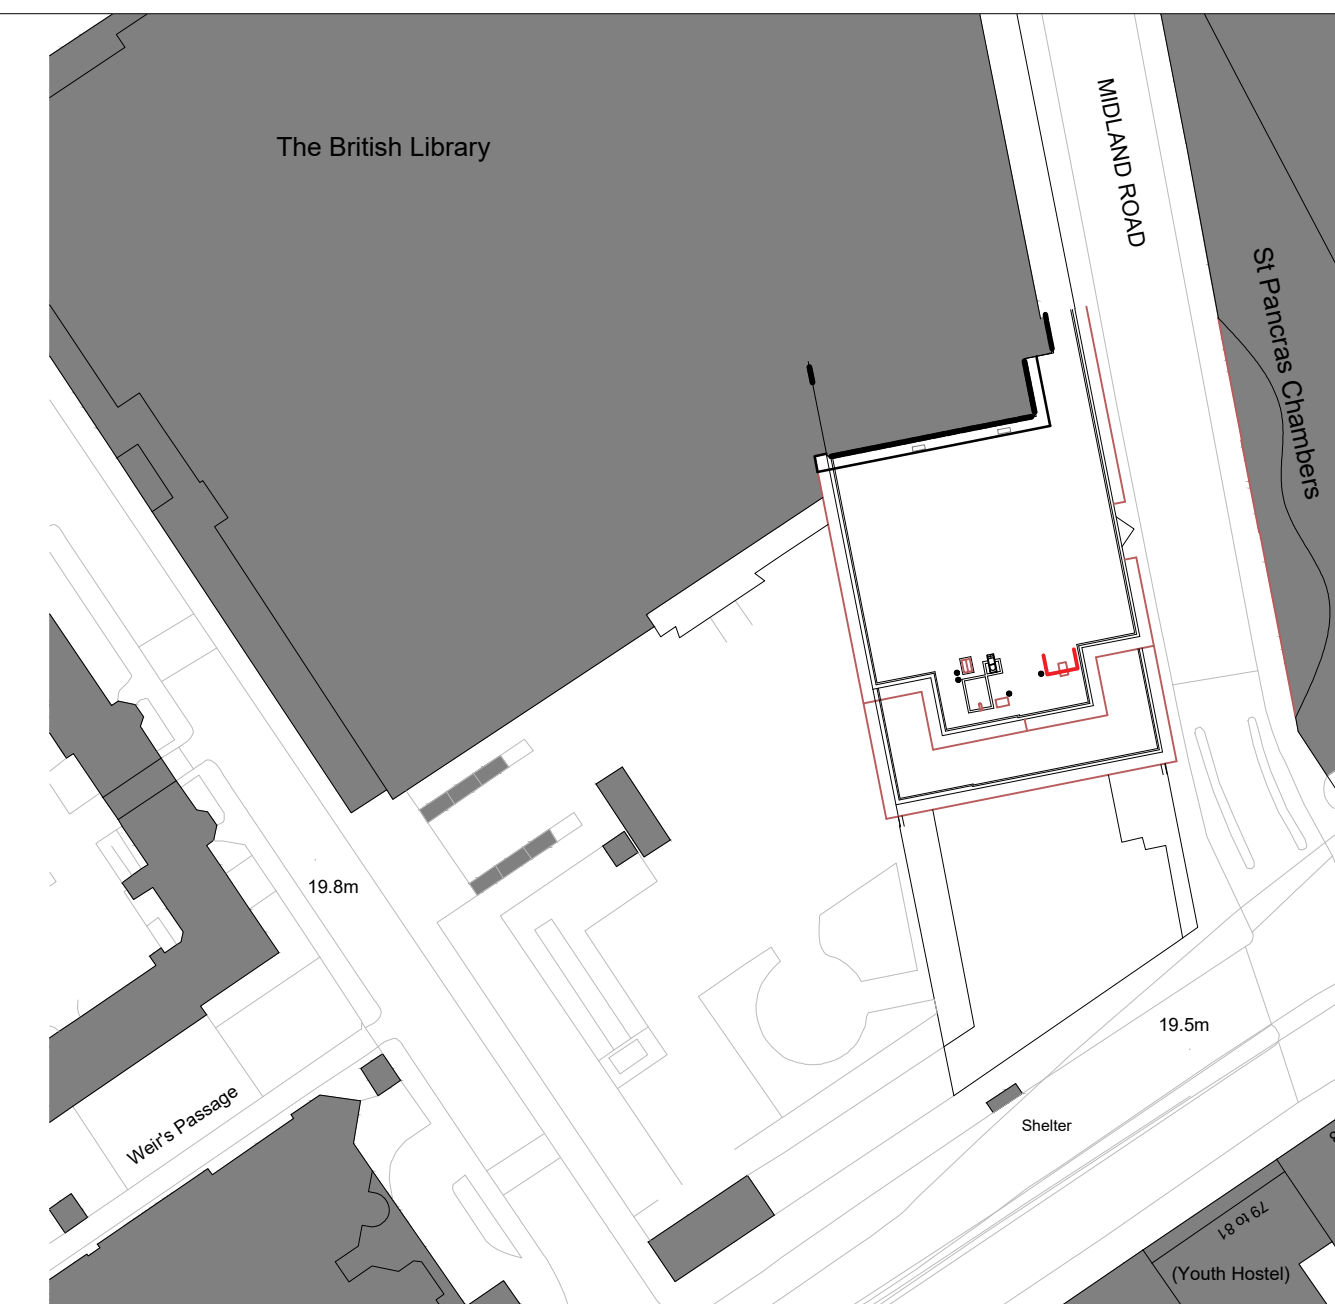 The British Library
MIDLAND ROAD
St Pancras Chambers
19.8m
19.5m
Weir's Passage
Shelter
79 to 81
(Youth Hostel)